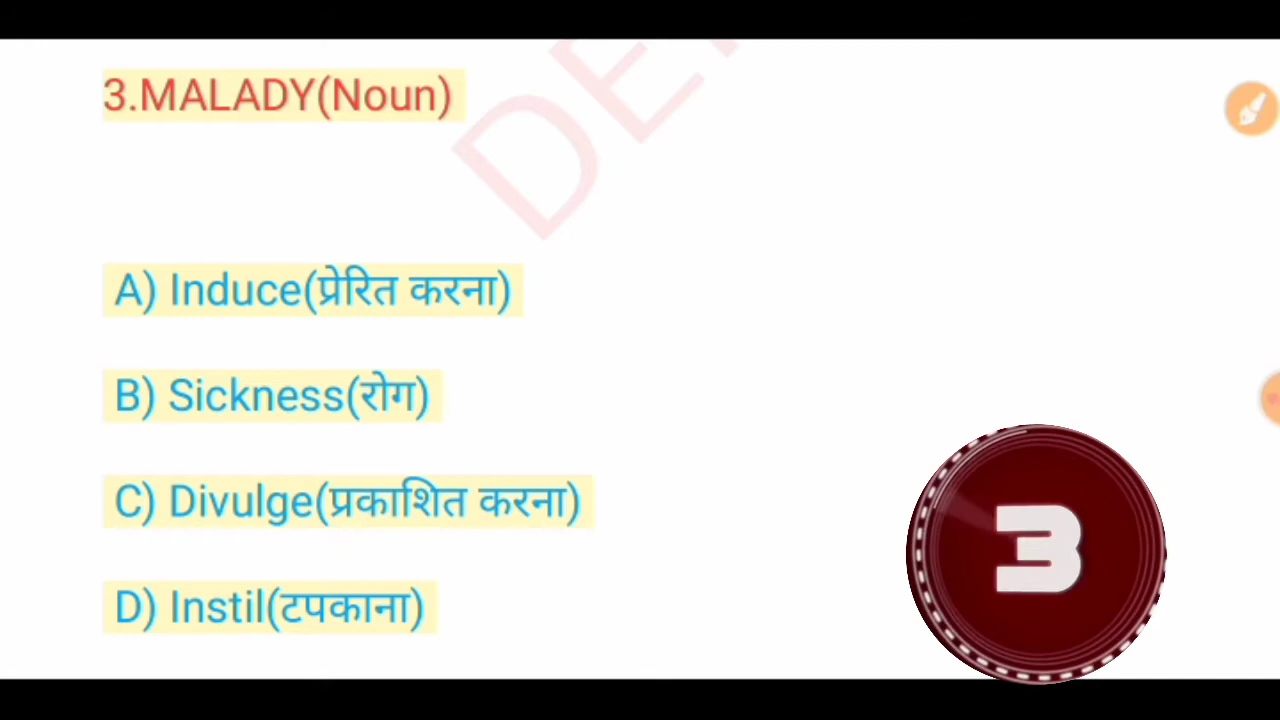 3.MALADY(Noun)
A) Induce(प्रेरित करना)
B) Sickness(रोग)
C) Divulge(प्रकाशित करना)
D) Instil(टपकाना)
3